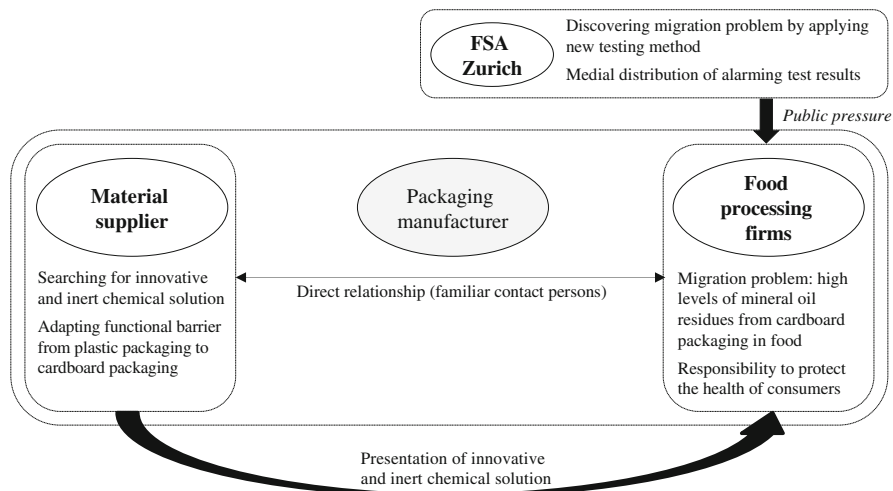 FSA
Zurich
Discovering migration problem by applying
new testing method
Medial distribution of alarming test results
Public pressure
Material
supplier
Searching for innovative
and inert chemical solution
Adapting functional barrier
from plastic packaging to
cardboard packaging
Packaging
manufacturer
Direct relationship (familiar contact persons)
Food
processing
firms
Migration problem: high
levels of mineral oil
residues from cardboard
packaging in food
Responsibility to protect
the health of consumers
Presentation of innovative
and inert chemical solution